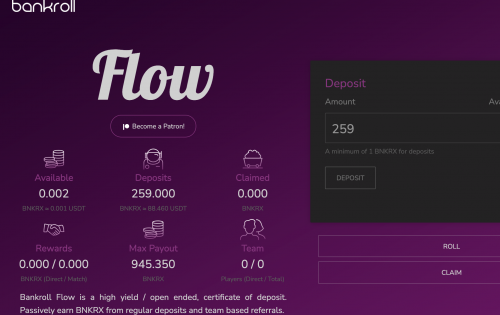 bankroll
Flow
Become a Patron!
Available
0.002
BNKRX ≈ 0.001 USDT
Deposits
259.000
BNKRX ≈ 88.460 USDT
Claimed
0.000
BNKRX
Rewards
0.000 / 0.000
BNKRX (Direct / Match)
Max Payout
945.350
BNKRX
Team
0 / 0
Players (Direct / Total)
Bankroll Flow is a high yield / open ended, certificate of deposit.
Passively earn BNKRX from regular deposits and team based referrals.
Deposit
Amount
259
A minimum of 1 BNKRX for deposits
DEPOSIT
ROLL
CLAIM